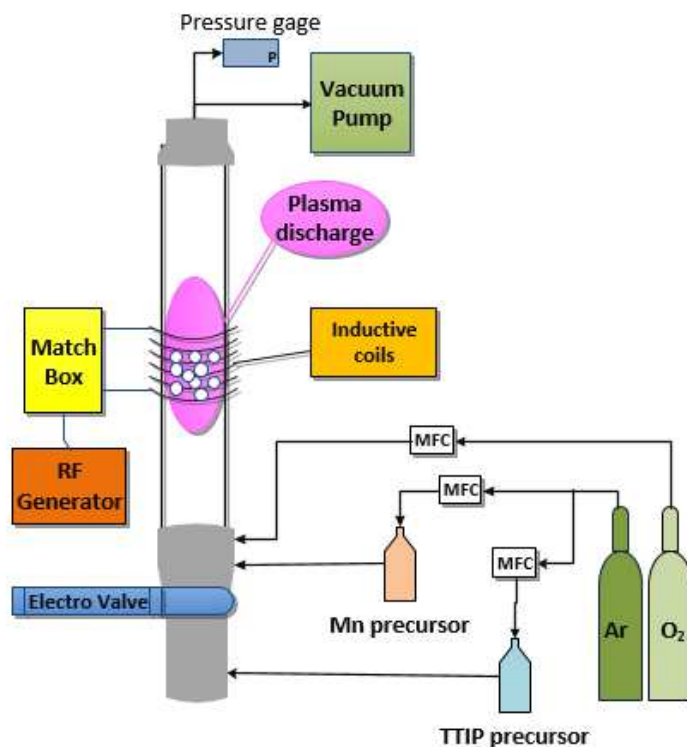 Pressure gage
P
Vacuum
Pump
Plasma
discharge
Match
Box
Inductive
coils
RF
Generator
MFC
MFC
MFC
Electro Valve
Mn precursor
Ar
O₂
TTIP precursor